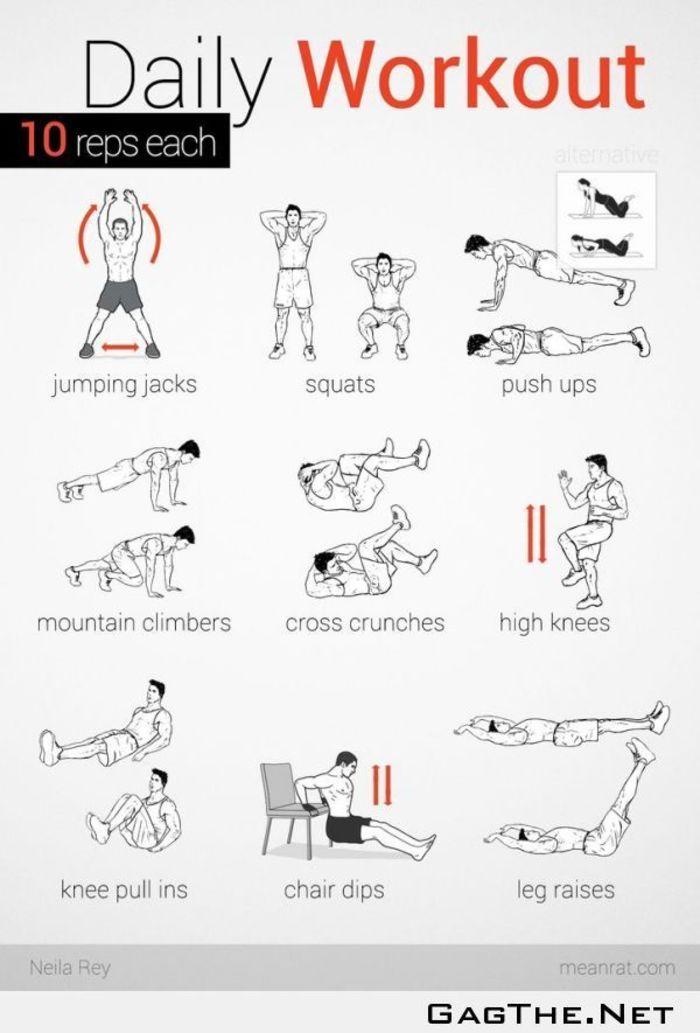 Daily Workout
10 reps each
alternative
jumping jacks
squats
push ups
mountain climbers
cross crunches
high knees
knee pull ins
chair dips
leg raises
Neila Rey
meanrat.com
GagThe.Net